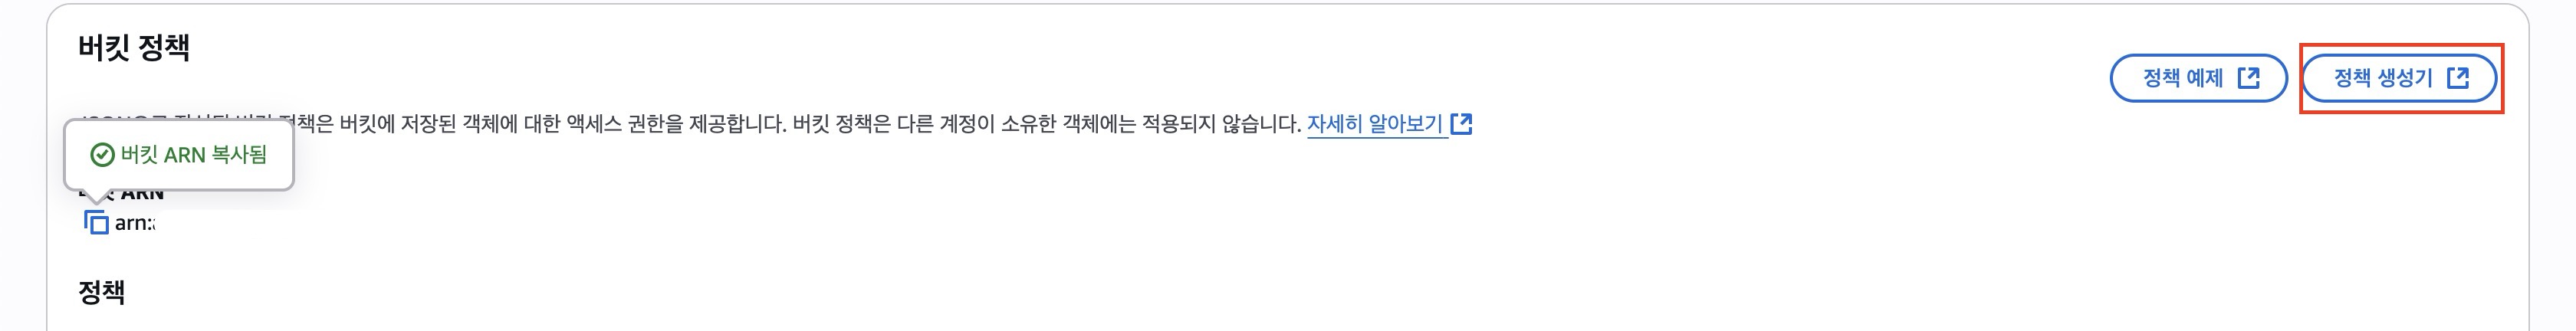 버킷 정책
정책 예제
정책 생성기
정책은 버킷에 저장된 객체에 대한 액세스 권한을 제공합니다. 버킷 정책은 다른 계정이 소유한 객체에는 적용되지 않습니다. 자세히 알아보기
버킷 ARN 복사됨
ARN
arn:
정책